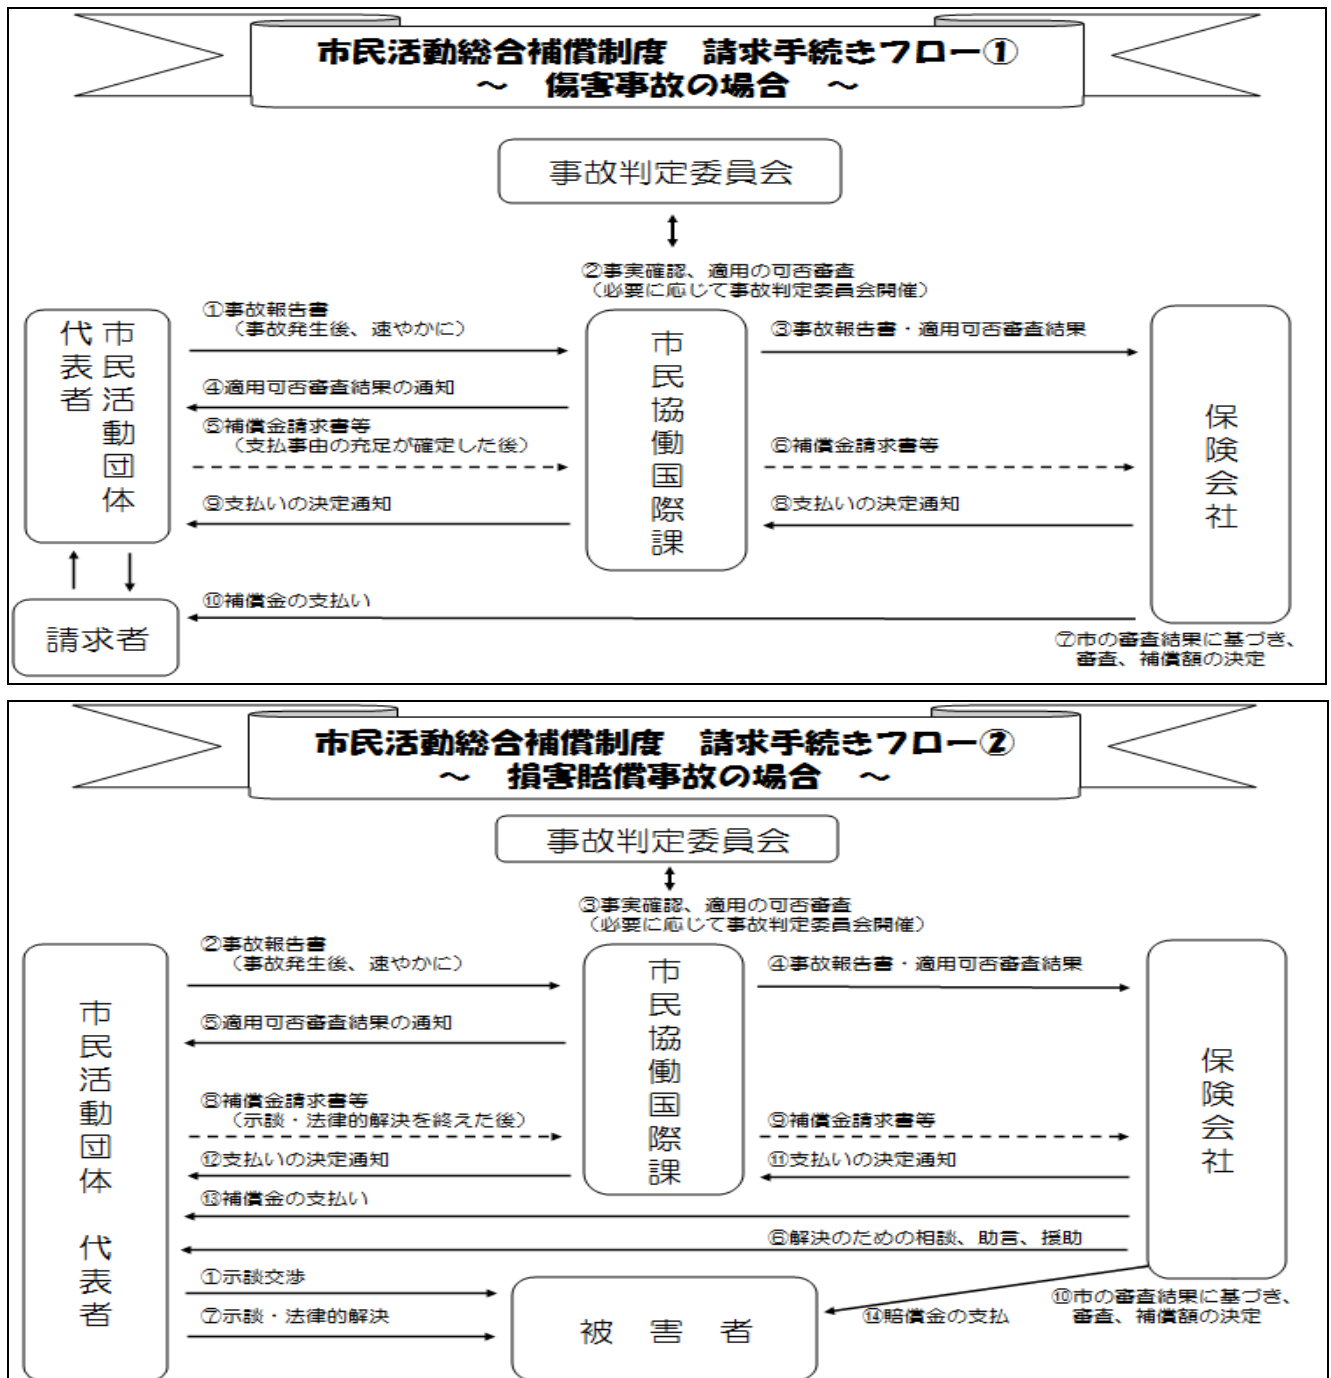 市民活動総合補償制度　請求手続きフロー①
～　傷害事故の場合　～
事故判定委員会
②事実確認、適用の可否審査
（必要に応じて事故判定委員会開催）
①事故報告書
（事故発生後、速やかに）
③事故報告書・適用可否審査結果
市民活動団体
代表者
市民協働国際課
保険会社
④適用可否審査結果の通知
⑤補償金請求書等
（支払事由の充足が確定した後）
⑥補償金請求書等
⑨支払いの決定通知
⑧支払いの決定通知
⑩補償金の支払い
請求者
⑦市の審査結果に基づき、
審査、補償額の決定
市民活動総合補償制度　請求手続きフロー②
～　損害賠償事故の場合　～
事故判定委員会
③事実確認、適用の可否審査
（必要に応じて事故判定委員会開催）
②事故報告書
（事故発生後、速やかに）
④事故報告書・適用可否審査結果
市民活動団体　代表者
市民協働国際課
保険会社
⑤適用可否審査結果の通知
⑧補償金請求書等
（示談・法律的解決を終えた後）
⑨補償金請求書等
⑫支払いの決定通知
⑪支払いの決定通知
⑬補償金の支払い
⑥解決のための相談、助言、援助
①示談交渉
⑦示談・法律的解決
被　害　者
⑭賠償金の支払
⑩市の審査結果に基づき、
審査、補償額の決定